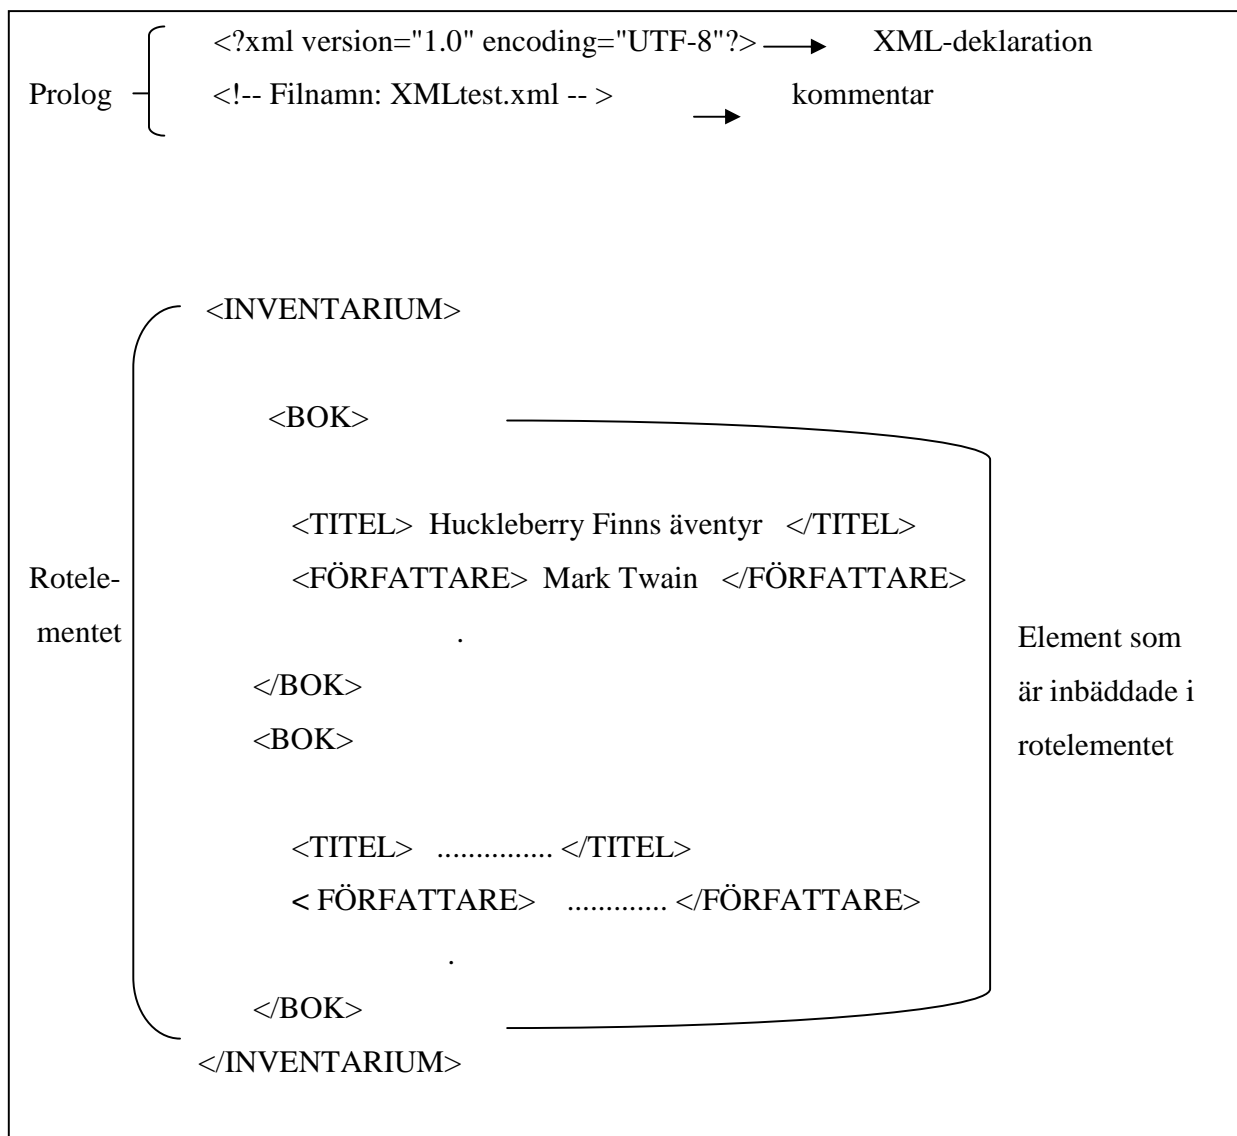 <?xml version="1.0" encoding="UTF-8"?> XML-deklaration
Prolog <!-- Filnamn: XMLtest.xml -- > kommentar
<INVENTARIUM>
<BOK>
<TITEL> Huckleberry Finns äventyr </TITEL>
Rotele- <FÖRFATTARE> Mark Twain </FÖRFATTARE>
mentet .
Element som
</BOK>
är inbäddade i
<BOK>
rotelementet
<TITEL> ............... </TITEL>
< FÖRFATTARE> ............. </FÖRFATTARE>
.
</BOK>
</INVENTARIUM>